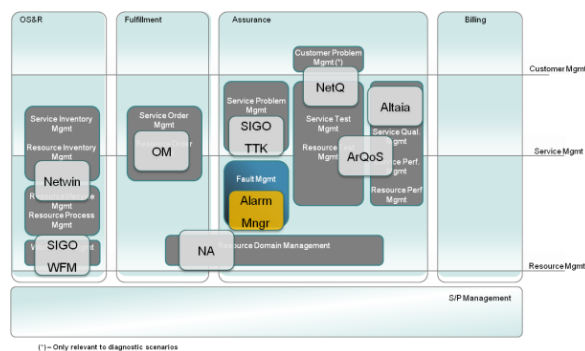 OS&R
Fulfillment
Assurance
Billing
Customer Problem
Mgmt (*)
Customer Mgmt
NetQ
Service Problem
Mgmt
Altaia
Service Inventory
Mgmt
Service Order
Mgmt
SIGO
TTK
Service Test
Mgmt
Service Qual.
Mgmt
Resource Inventory
Mgmt
OM
ArQoS
Perf.
Mgmt
Service Mgmt
Netwin
Fault Mgmt
Resource Perf
Mgmt
Mgmt
Resource Process
Mgmt
Alarm
Mngr
SIGO
WFM
NA
Resource Domain Management
Resource Mgmt
S/P Management
(*) – Only relevant to diagnostic scenarios